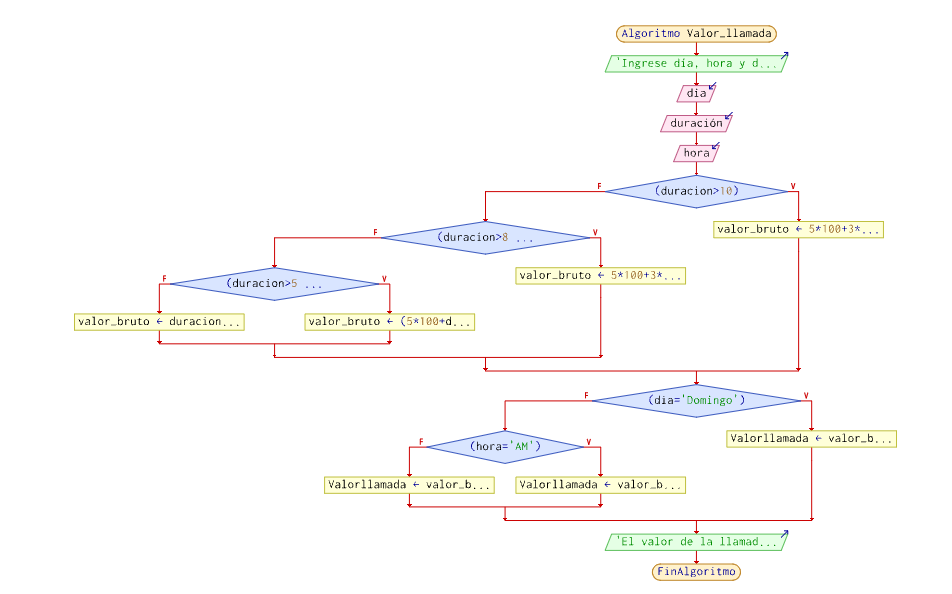 Algoritmo Valor_llamada
'Ingrese dia, hora y d...
dia
duración
hora
F
(duracion>10)
V
valor_bruto ← 5*100+3*...
F
(duracion>8 ...
V
valor_bruto ← 5*100+3*...
F
(duracion>5 ...
V
valor_bruto ← duracion...
valor_bruto ← (5*100+d...
F
(dia='Domingo')
V
Valorllamada ← valor_b...
F
(hora='AM')
V
Valorllamada ← valor_b...
Valorllamada ← valor_b...
'El valor de la llamad...
FinAlgoritmo